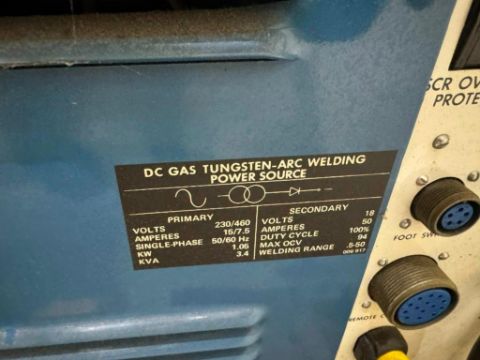 SCR OV
PROTE
DC GAS TUNGSTEN-ARC WELDING
POWER SOURCE
PRIMARY
VOLTS 230/460
AMPERES 15/7.5
SINGLE-PHASE 50/60 Hz
KW 1.05
KVA 3.4
SECONDARY
VOLTS 18
AMPERES 50
DUTY CYCLE 100%
MAX OCV 94
WELDING RANGE .5-50
FOOT SW
REMOTE C